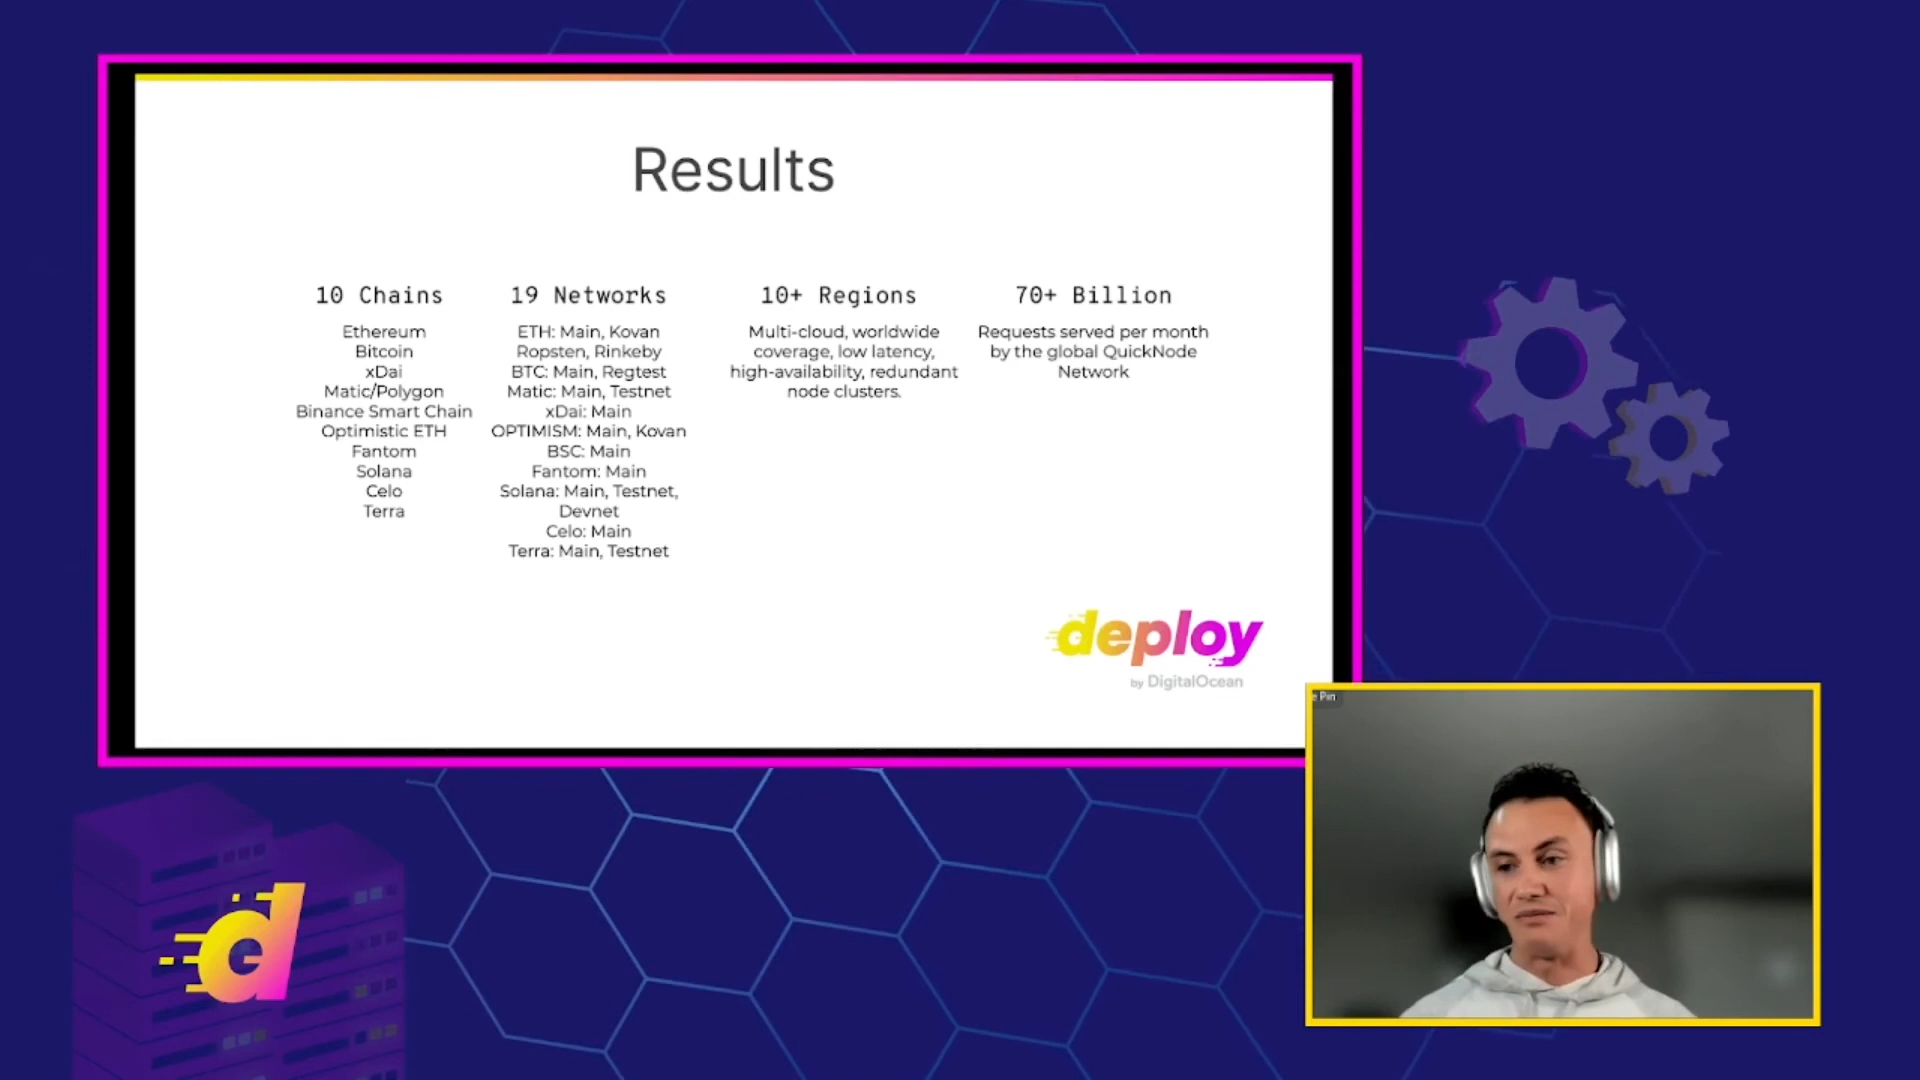 Results
10 Chains
Ethereum
Bitcoin
xDai
Matic/Polygon
Binance Smart Chain
Optimistic ETH
Fantom
Solana
Celo
Terra
19 Networks
ETH: Main, Kovan
Ropsten, Rinkeby
BTC: Main, Regtest
Matic: Main, Testnet
xDai: Main
OPTIMISM: Main, Kovan
BSC: Main
Fantom: Main
Solana: Main, Testnet,
Devnet
Celo: Main
Terra: Main, Testnet
10+ Regions
Multi-cloud, worldwide
coverage, low latency,
high-availability, redundant
node clusters.
70+ Billion
Requests served per month
by the global QuickNode
Network
deploy
by DigitalOcean
e Pin
d